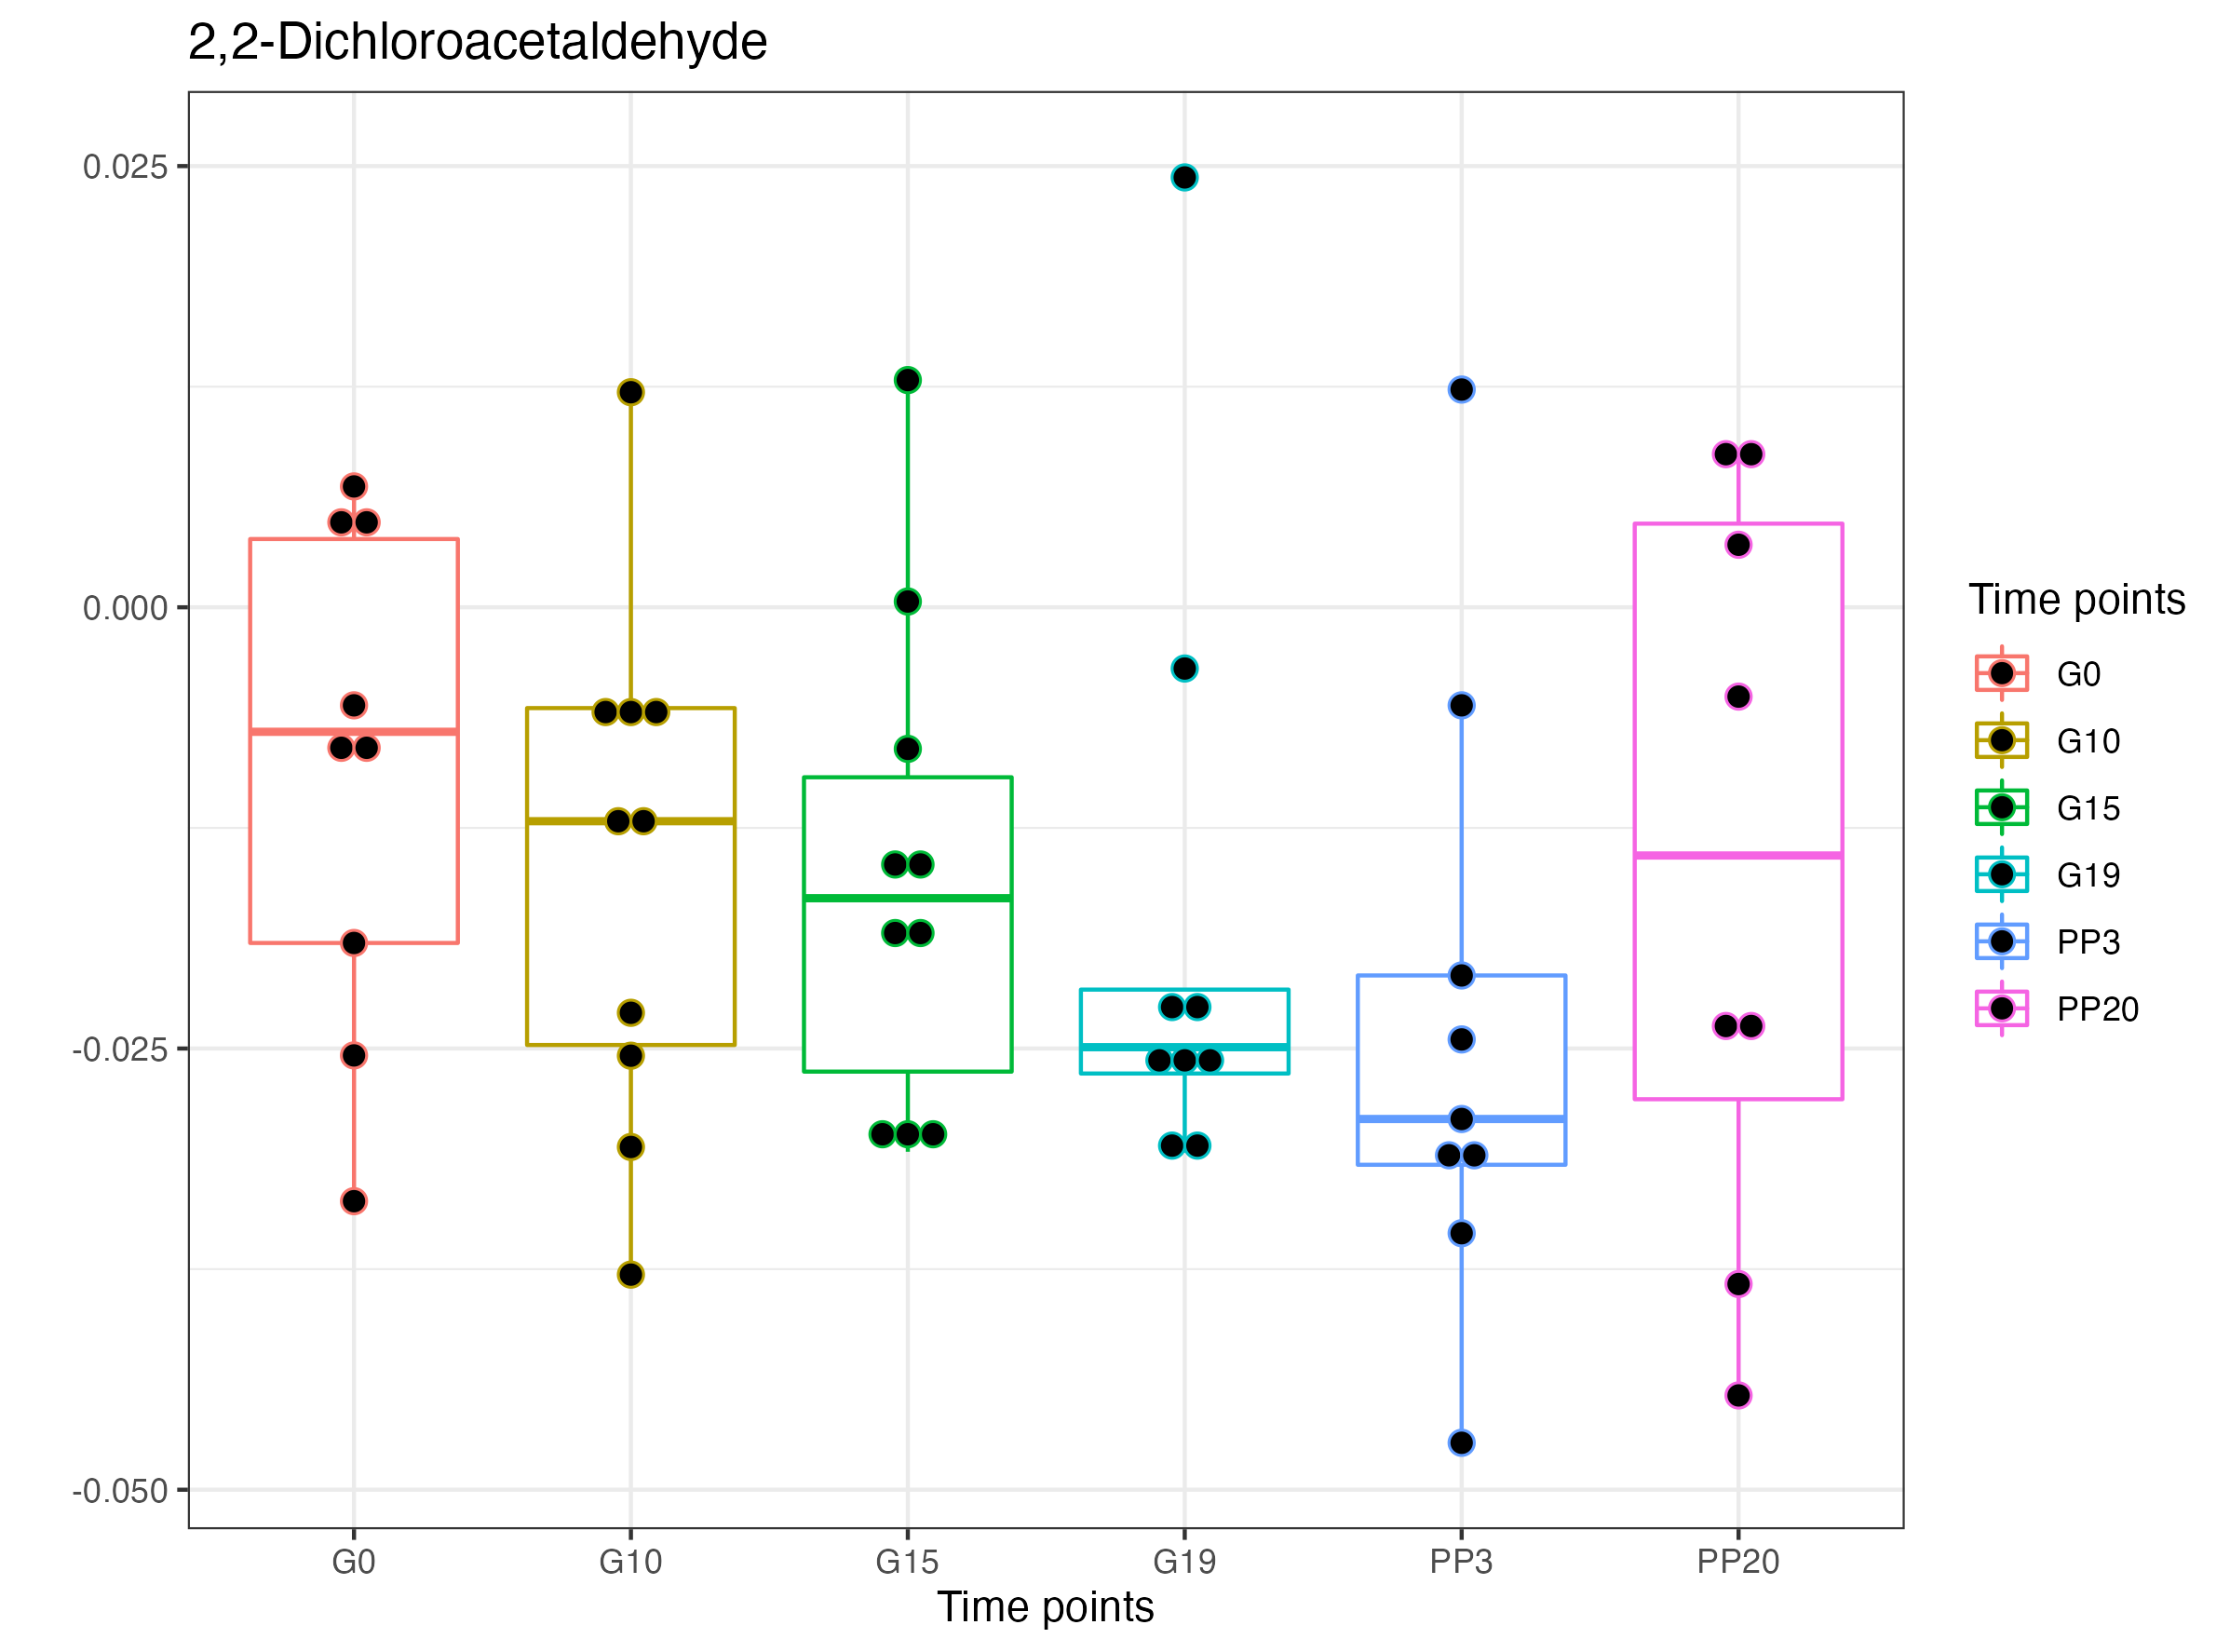 2,2-Dichloroacetaldehyde
0.025
0.000
-0.025
-0.050
G0 G10 G15 G19 PP3 PP20
Time points
Time points
G0
G10
G15
G19
PP3
PP20